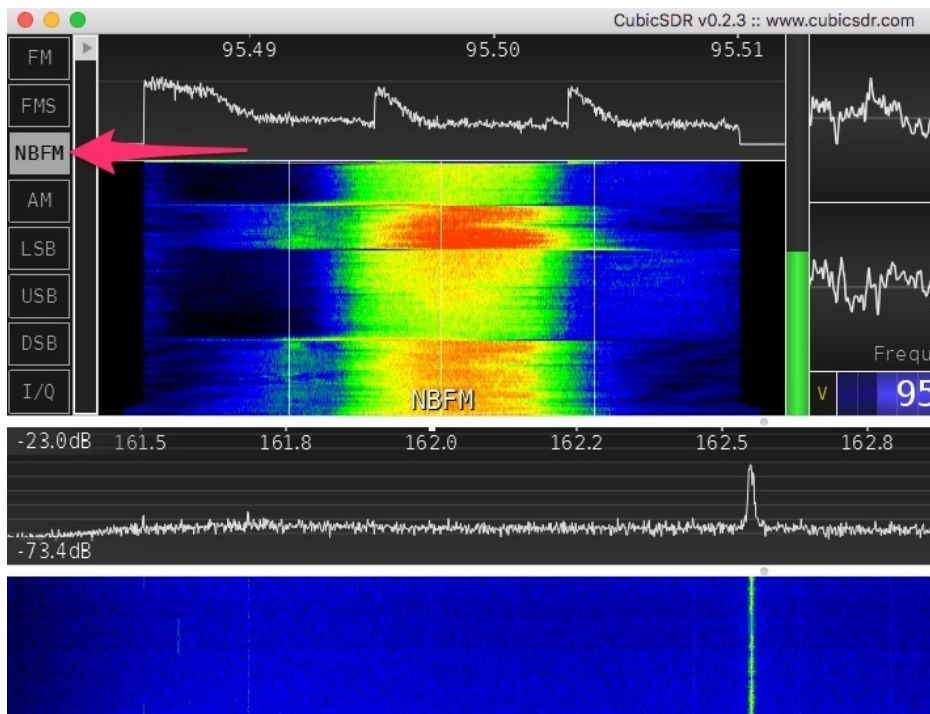 CubicSDR v0.2.3 :: www.cubicsdr.com
FM
FMS
NBFM
AM
LSB
USB
DSB
I/Q
95.49 95.50 95.51
NBFM
Frequ
V 95
-23.0dB 161.5 161.8 162.0 162.2 162.5 162.8
-73.4dB